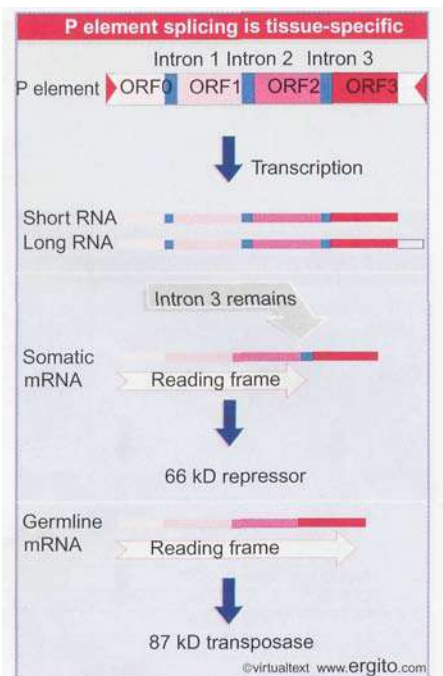 P element splicing is tissue-specific
Intron 1 Intron 2 Intron 3
P element ORF0 ORF1 ORF2 ORF3
Transcription
Short RNA
Long RNA
Intron 3 remains
Somatic
mRNA
Reading frame
66 kD repressor
Germline
mRNA
Reading frame
87 kD transposase
©virtualtext www.ergito.com